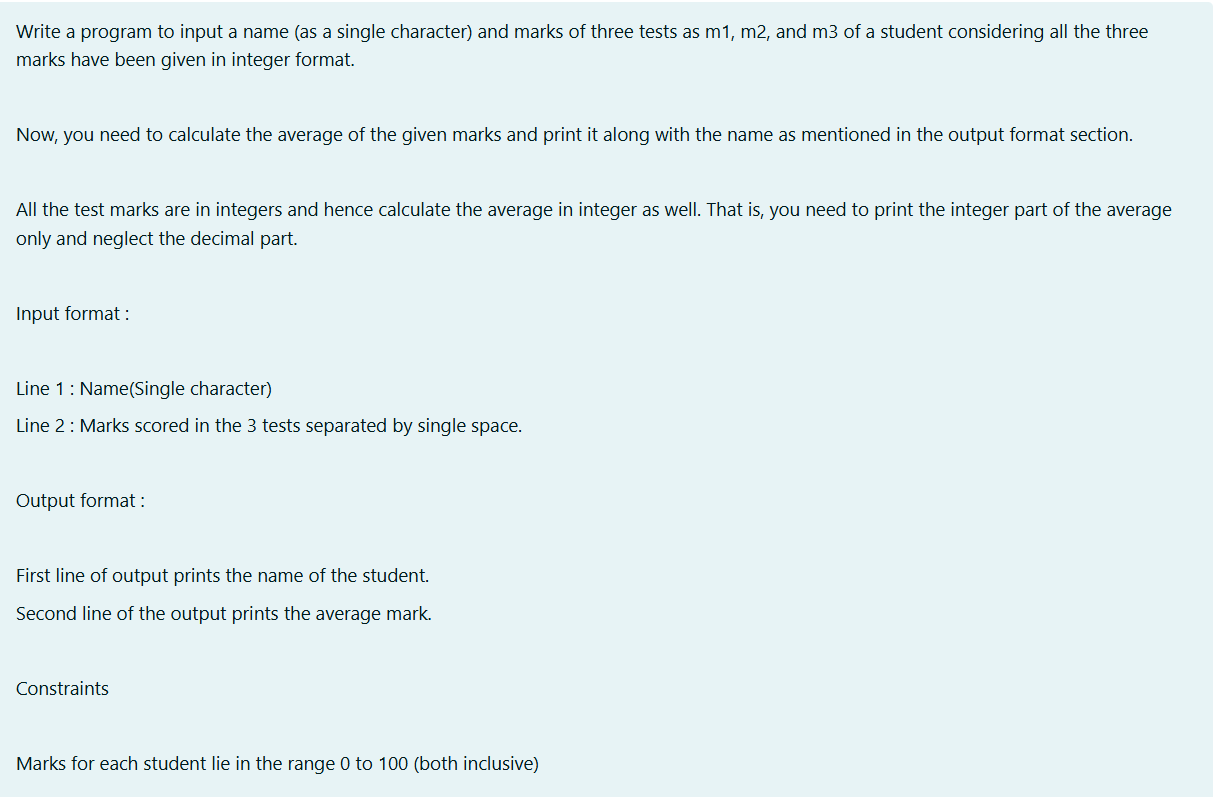 Write a program to input a name (as a single character) and marks of three tests as m1, m2, and m3 of a student considering all the three
marks have been given in integer format.
Now, you need to calculate the average of the given marks and print it along with the name as mentioned in the output format section.
All the test marks are in integers and hence calculate the average in integer as well. That is, you need to print the integer part of the average
only and neglect the decimal part.
Input format :
Line 1 : Name(Single character)
Line 2 : Marks scored in the 3 tests separated by single space.
Output format :
First line of output prints the name of the student.
Second line of the output prints the average mark.
Constraints
Marks for each student lie in the range 0 to 100 (both inclusive)